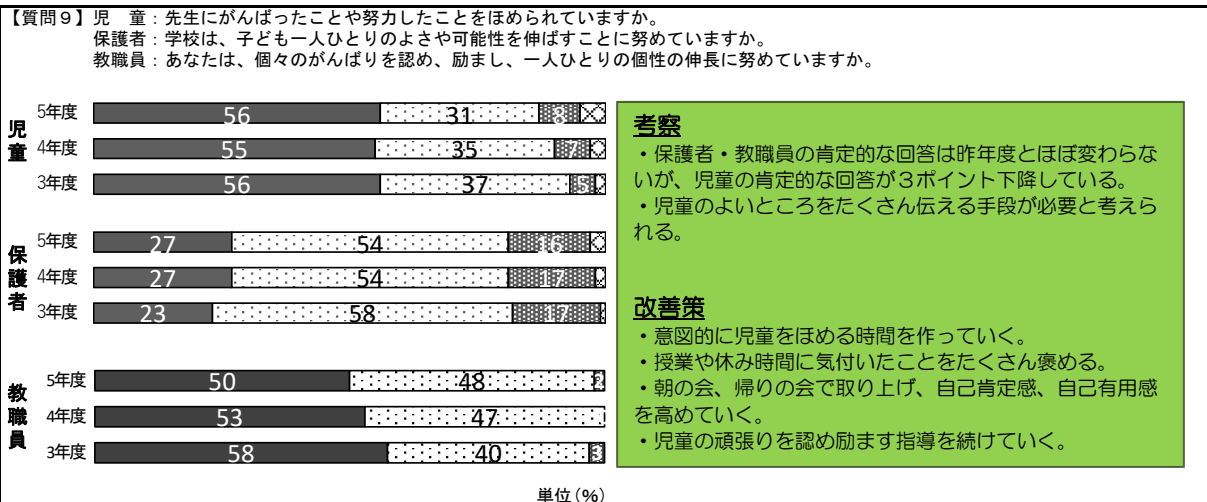 【質問９】児　童：先生にがんばったことや努力したことをほめられていますか。
保護者：学校は、子ども一人ひとりのよさや可能性を伸ばすことに努めていますか。
教職員：あなたは、個々のがんばりを認め、励まし、一人ひとりの個性の伸長に努めていますか。
児童
5年度 56 31 8
4年度 55 35 7
3年度 56 37 5
保護者
5年度 27 54 16
4年度 27 54 17
3年度 23 58 17
教職員
5年度 50 48 2
4年度 53 47
3年度 58 40 3
単位(%)
考察
・保護者・教職員の肯定的な回答は昨年度とほぼ変わらな
いが、児童の肯定的な回答が３ポイント下降している。
・児童のよいところをたくさん伝える手段が必要と考えら
れる。
改善策
・意図的に児童をほめる時間を作っていく。
・授業や休み時間に気付いたことをたくさん褒める。
・朝の会、帰りの会で取り上げ、自己肯定感、自己有用感
を高めていく。
・児童の頑張りを認め励ます指導を続けていく。